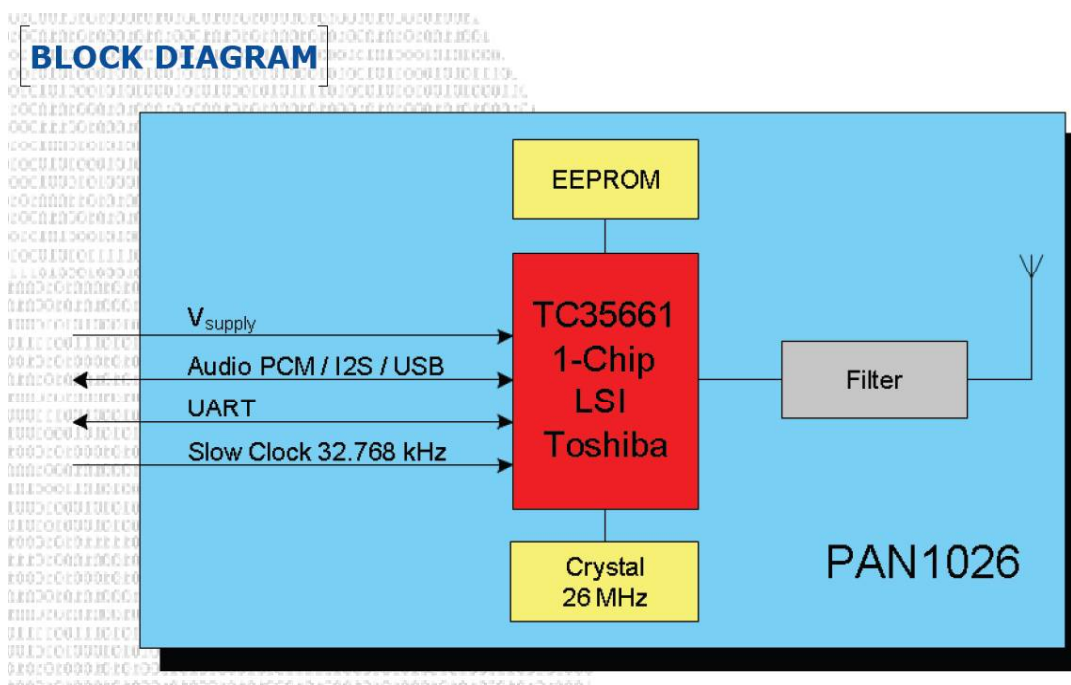 BLOCK DIAGRAM
EEPROM
TC35661
1-Chip
LSI
Toshiba
Vsupply
Audio PCM / I2S / USB
UART
Slow Clock 32.768 kHz
Filter
Crystal
26 MHz
PAN1026